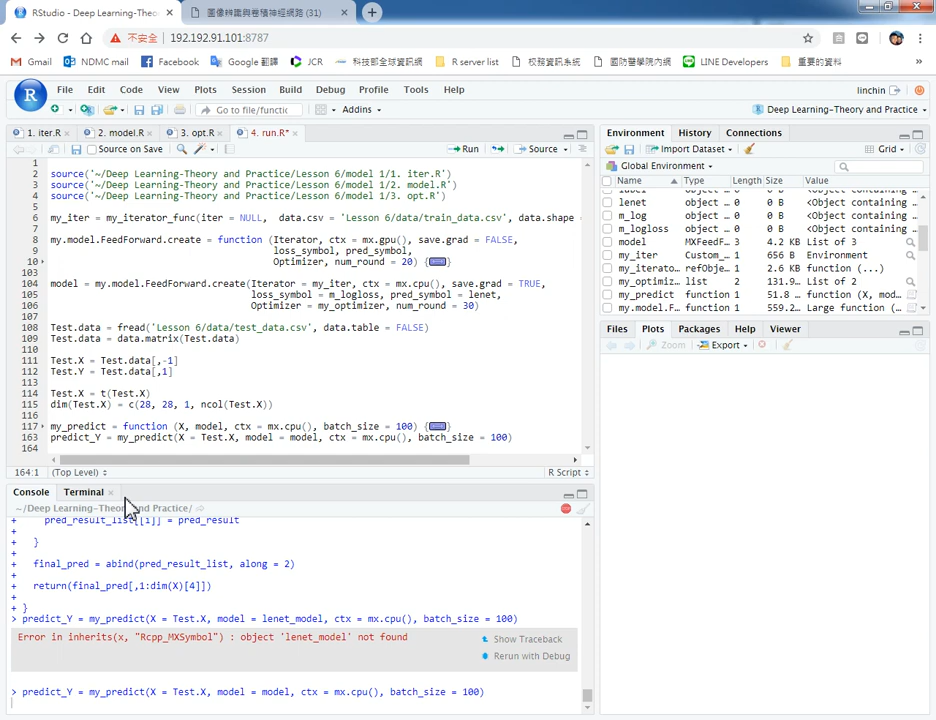 RStudio - Deep Learning-Theo
圖像辨識與卷積神經網路 (31)
不安全 192.192.91.101:8787
Gmail NDMC mail Facebook Google 翻譯 JCR 科技部全球資訊網 R server list 校務資訊系統 國防醫學院內網 LINE Developers 重要的資料 »
File Edit Code View Plots Session Build Debug Profile Tools Help linchin
Go to file/functic Addins Deep Learning-Theory and Practice
1. iter.R 2. model.R 3. opt.R 4. run.R*
Source on Save Run Source
1
2 source('~/Deep Learning-Theory and Practice/Lesson 6/model 1/1. iter.R')
3 source('~/Deep Learning-Theory and Practice/Lesson 6/model 1/2. model.R')
4 source('~/Deep Learning-Theory and Practice/Lesson 6/model 1/3. opt.R')
5
6 my_iter = my_iterator_func(iter = NULL, data.csv = 'Lesson 6/data/train_data.csv', data.shape
7
8 my.model.FeedForward.create = function (Iterator, ctx = mx.gpu(), save.grad = FALSE,
9 loss_symbol, pred_symbol,
10 Optimizer, num_round = 20) {
103
104 model = my.model.FeedForward.create(Iterator = my_iter, ctx = mx.cpu(), save.grad = TRUE,
105 loss_symbol = m_logloss, pred_symbol = lenet,
106 Optimizer = my_optimizer, num_round = 30)
107
108 Test.data = fread('Lesson 6/data/test_data.csv', data.table = FALSE)
109 Test.data = data.matrix(Test.data)
110
111 Test.X = Test.data[,-1]
112 Test.Y = Test.data[,1]
113
114 Test.X = t(Test.X)
115 dim(Test.X) = c(28, 28, 1, ncol(Test.X))
116
117 my_predict = function (X, model, ctx = mx.cpu(), batch_size = 100) {
163 predict_Y = my_predict(X = Test.X, model = model, ctx = mx.cpu(), batch_size = 100)
164
164:1 (Top Level) R Script
Console Terminal
~/Deep Learning-Theory and Practice/
+ pred_result_list[[i]] = pred_result
+
+ }
+
+ final_pred = abind(pred_result_list, along = 2)
+
+ return(final_pred[,1:dim(X)[4]])
+
+ }
> predict_Y = my_predict(X = Test.X, model = lenet_model, ctx = mx.cpu(), batch_size = 100)
Error in inherits(x, "Rcpp_MXSymbol") : object 'lenet_model' not found
Show Traceback
Rerun with Debug
> predict_Y = my_predict(X = Test.X, model = model, ctx = mx.cpu(), batch_size = 100)
Environment History Connections
Import Dataset Grid
Global Environment
Name Type Length Size Value
label object … 0 0 B <Object containing
lenet object … 0 0 B <Object containing
m_log object … 0 0 B <Object containing
m_logloss object … 0 0 B <Object containing
model MXFeedF… 3 4.2 KB List of 3
my_iter Custom_… 1 656 B Environment
my_iterato… refObje… 1 2.6 KB function (...)
my_optimiz… list 2 131.9… List of 2
my_predict function 1 51.8 … function (X, mod…
my.model.F… function 1 559.2… Large function (…
Files Plots Packages Help Viewer
Zoom Export